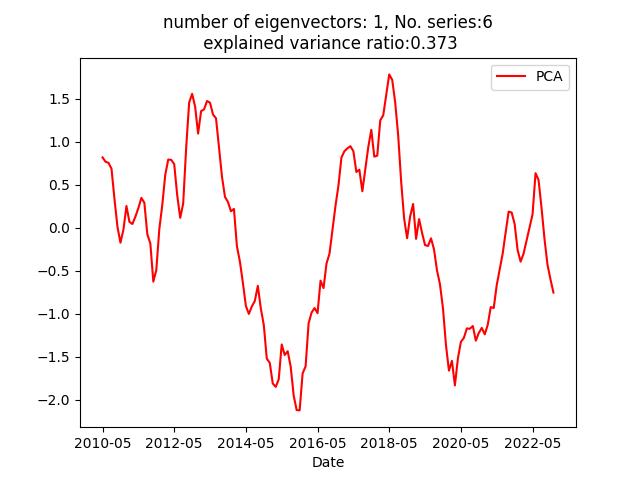 number of eigenvectors: 1, No. series:6
explained variance ratio:0.373
PCA
1.5
1.0
0.5
0.0
−0.5
−1.0
−1.5
−2.0
2010-05 2012-05 2014-05 2016-05 2018-05 2020-05 2022-05
Date